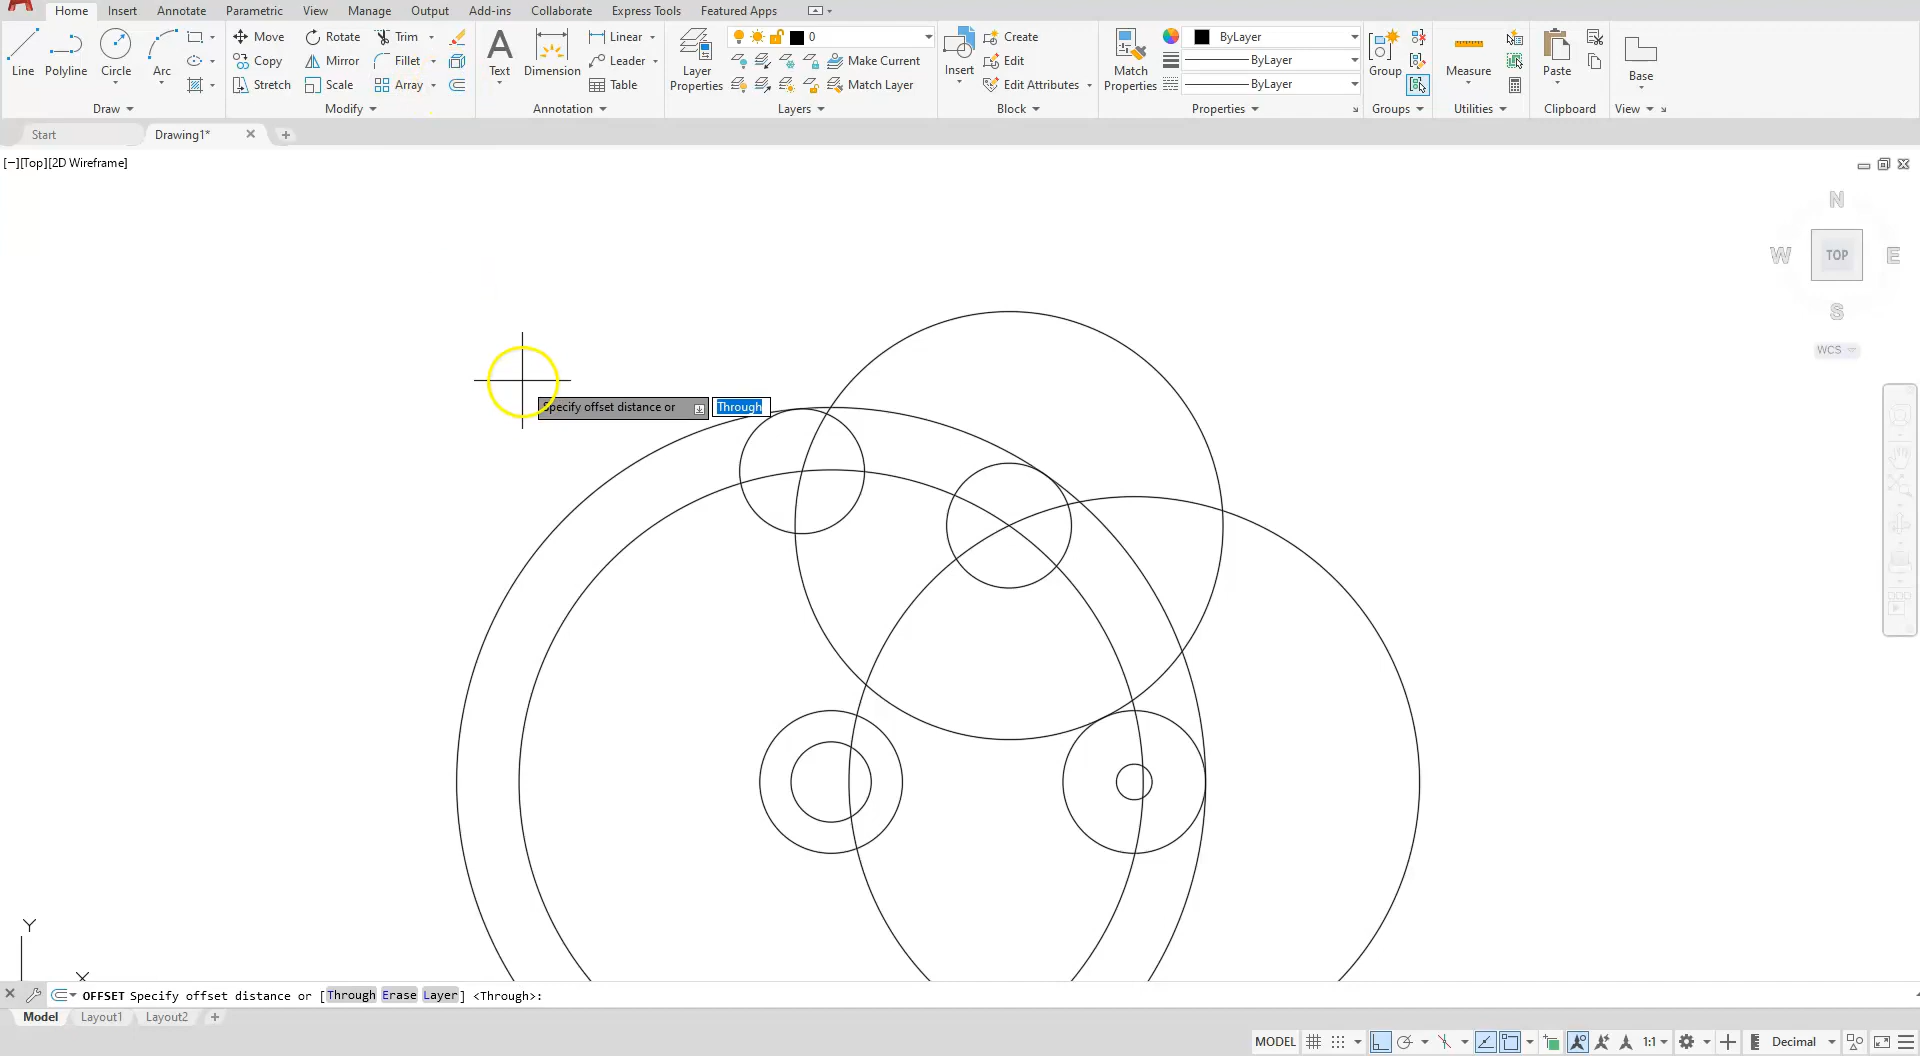 Home Insert Annotate Parametric View Manage Output Add-ins Collaborate Express Tools Featured Apps
Line Polyline Circle Arc
Draw
Move Rotate Trim
Copy Mirror Fillet
Stretch Scale Array
Modify
Text Dimension
Linear
Leader
Table
Annotation
Layer Properties
0
Make Current
Match Layer
Layers
Insert
Create
Edit
Edit Attributes
Block
Match Properties
ByLayer
ByLayer
ByLayer
Properties
Group
Groups
Measure
Utilities
Paste
Clipboard
Base
View
Start Drawing1*
[−][Top][2D Wireframe]
N
W TOP E
S
WCS
Specify offset distance or Through
Y
X
OFFSET Specify offset distance or [Through Erase Layer] <Through>:
Model Layout1 Layout2
MODEL 1:1 Decimal